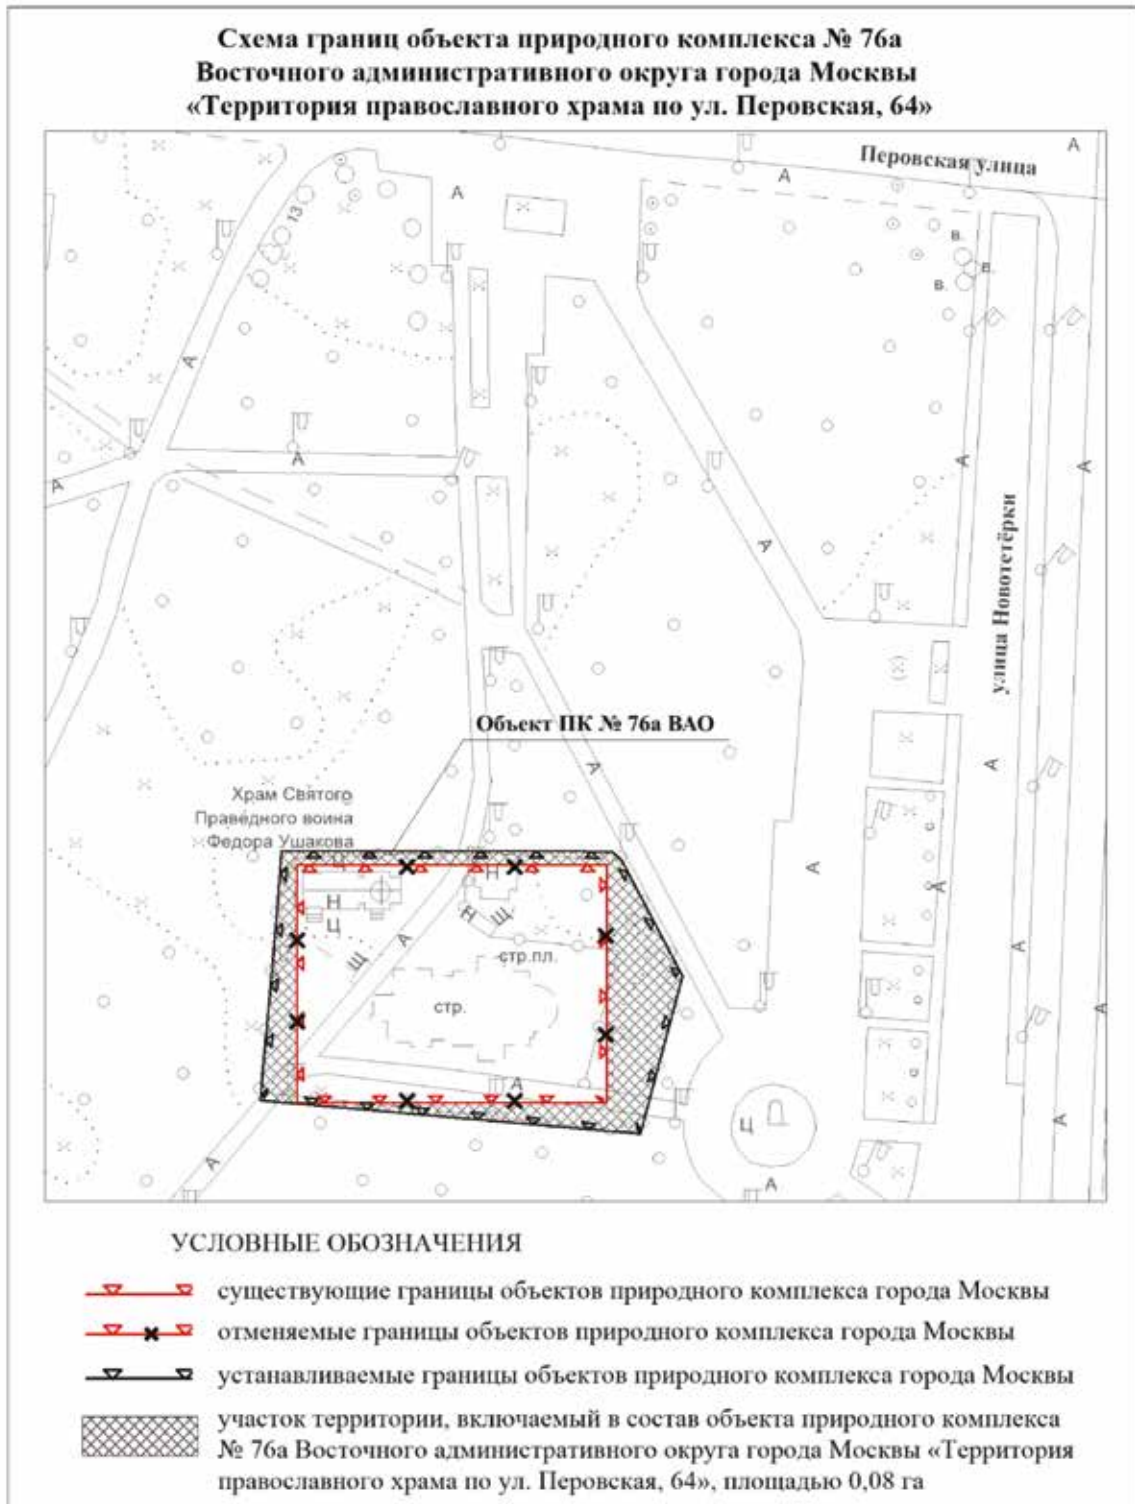 Схема границ объекта природного комплекса № 76а
Восточного административного округа города Москвы
«Территория православного храма по ул. Перовская, 64»
Перовская улица
А
А
А
13
в.
в.
в.
А
А
А
А
А
А
улица Новотетёрки
Объект ПК № 76а ВАО
А
А
Храм Святого
Праведного воина
Федора Ушакова
А
А
Ц
Н
Н
Ц
Н
Щ
А
Щ
стр.пл.
А
стр.
А
А
Ц
А
А
А
УСЛОВНЫЕ ОБОЗНАЧЕНИЯ
существующие границы объектов природного комплекса города Москвы
отменяемые границы объектов природного комплекса города Москвы
устанавливаемые границы объектов природного комплекса города Москвы
участок территории, включаемый в состав объекта природного комплекса
№ 76а Восточного административного округа города Москвы «Территория
православного храма по ул. Перовская, 64», площадью 0,08 га